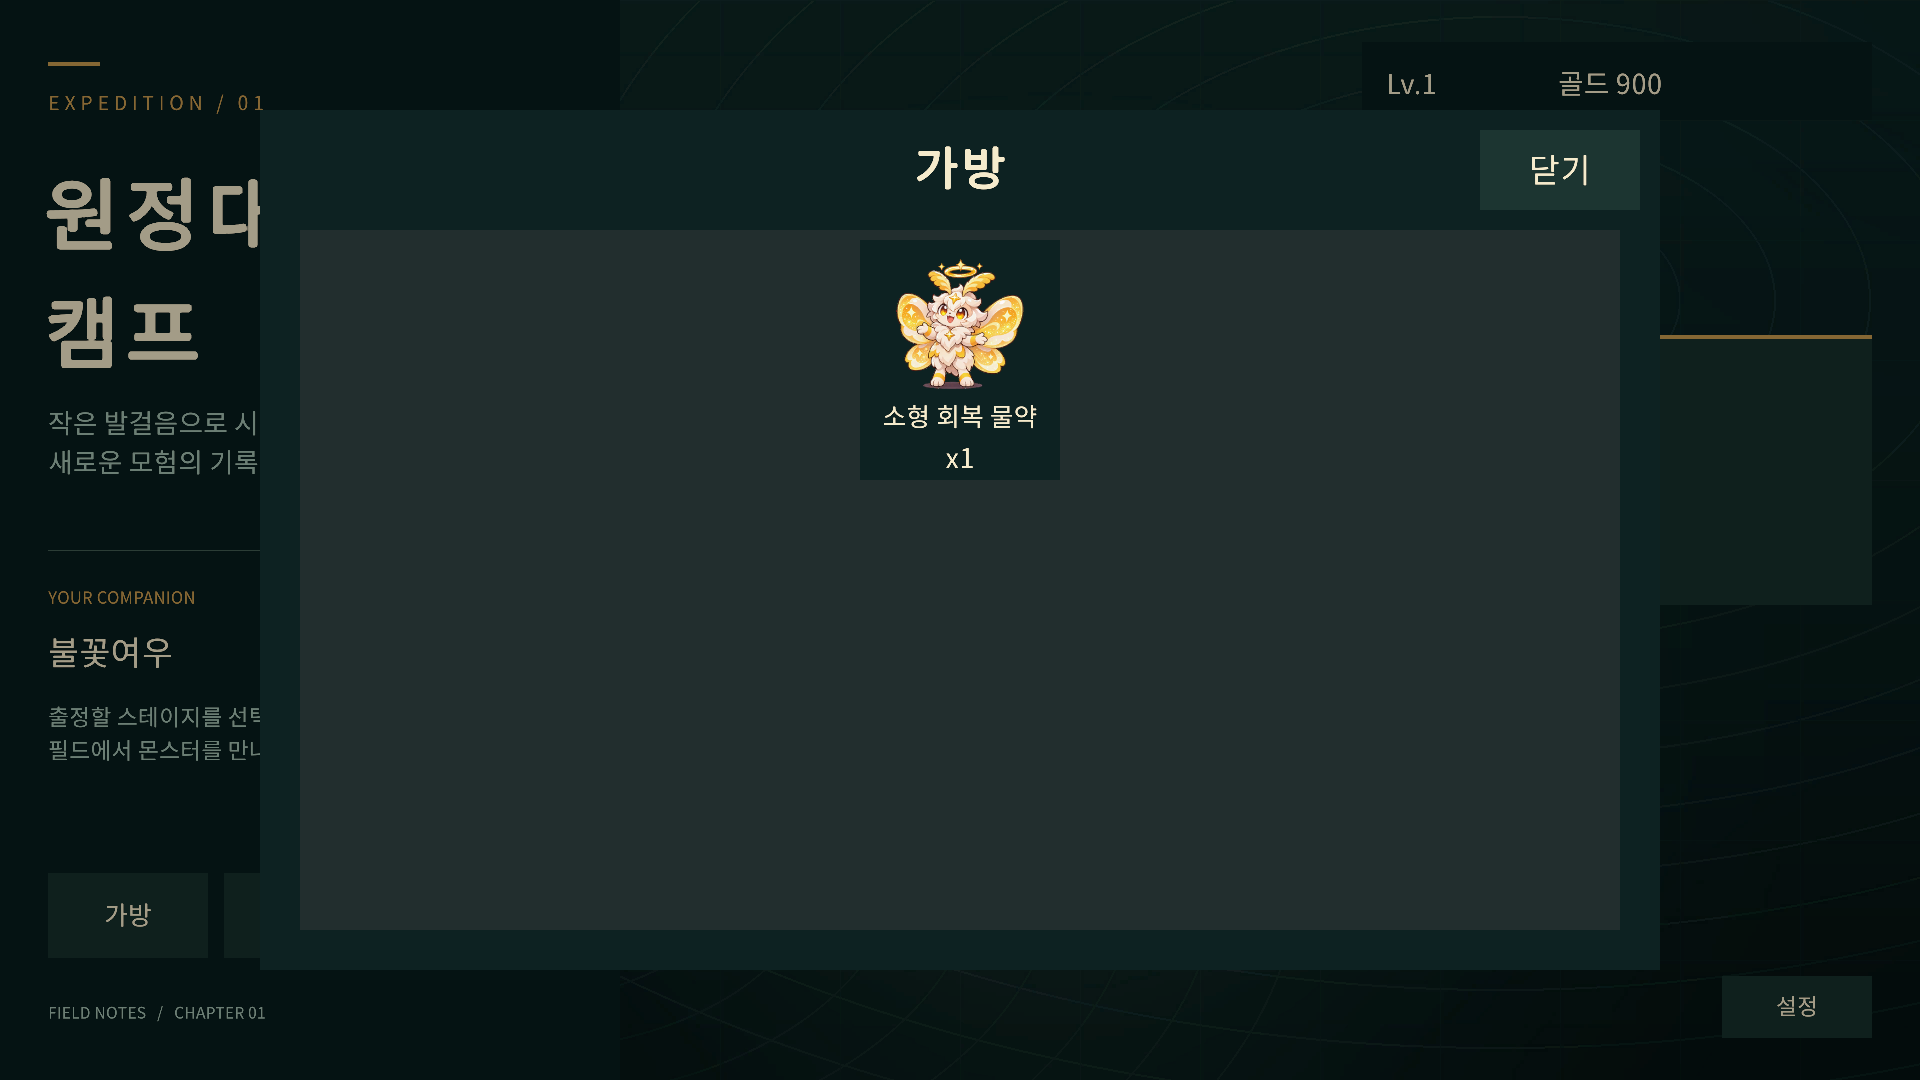 EXPEDITION / 01
Lv.1
골드 900
가방
닫기
원정대
캠프
소형 회복 물약
x1
작은 발걸음으로 시
새로운 모험의 기록
YOUR COMPANION
불꽃여우
출정할 스테이지를 선택
필드에서 몬스터를 만나
가방
FIELD NOTES / CHAPTER 01
설정